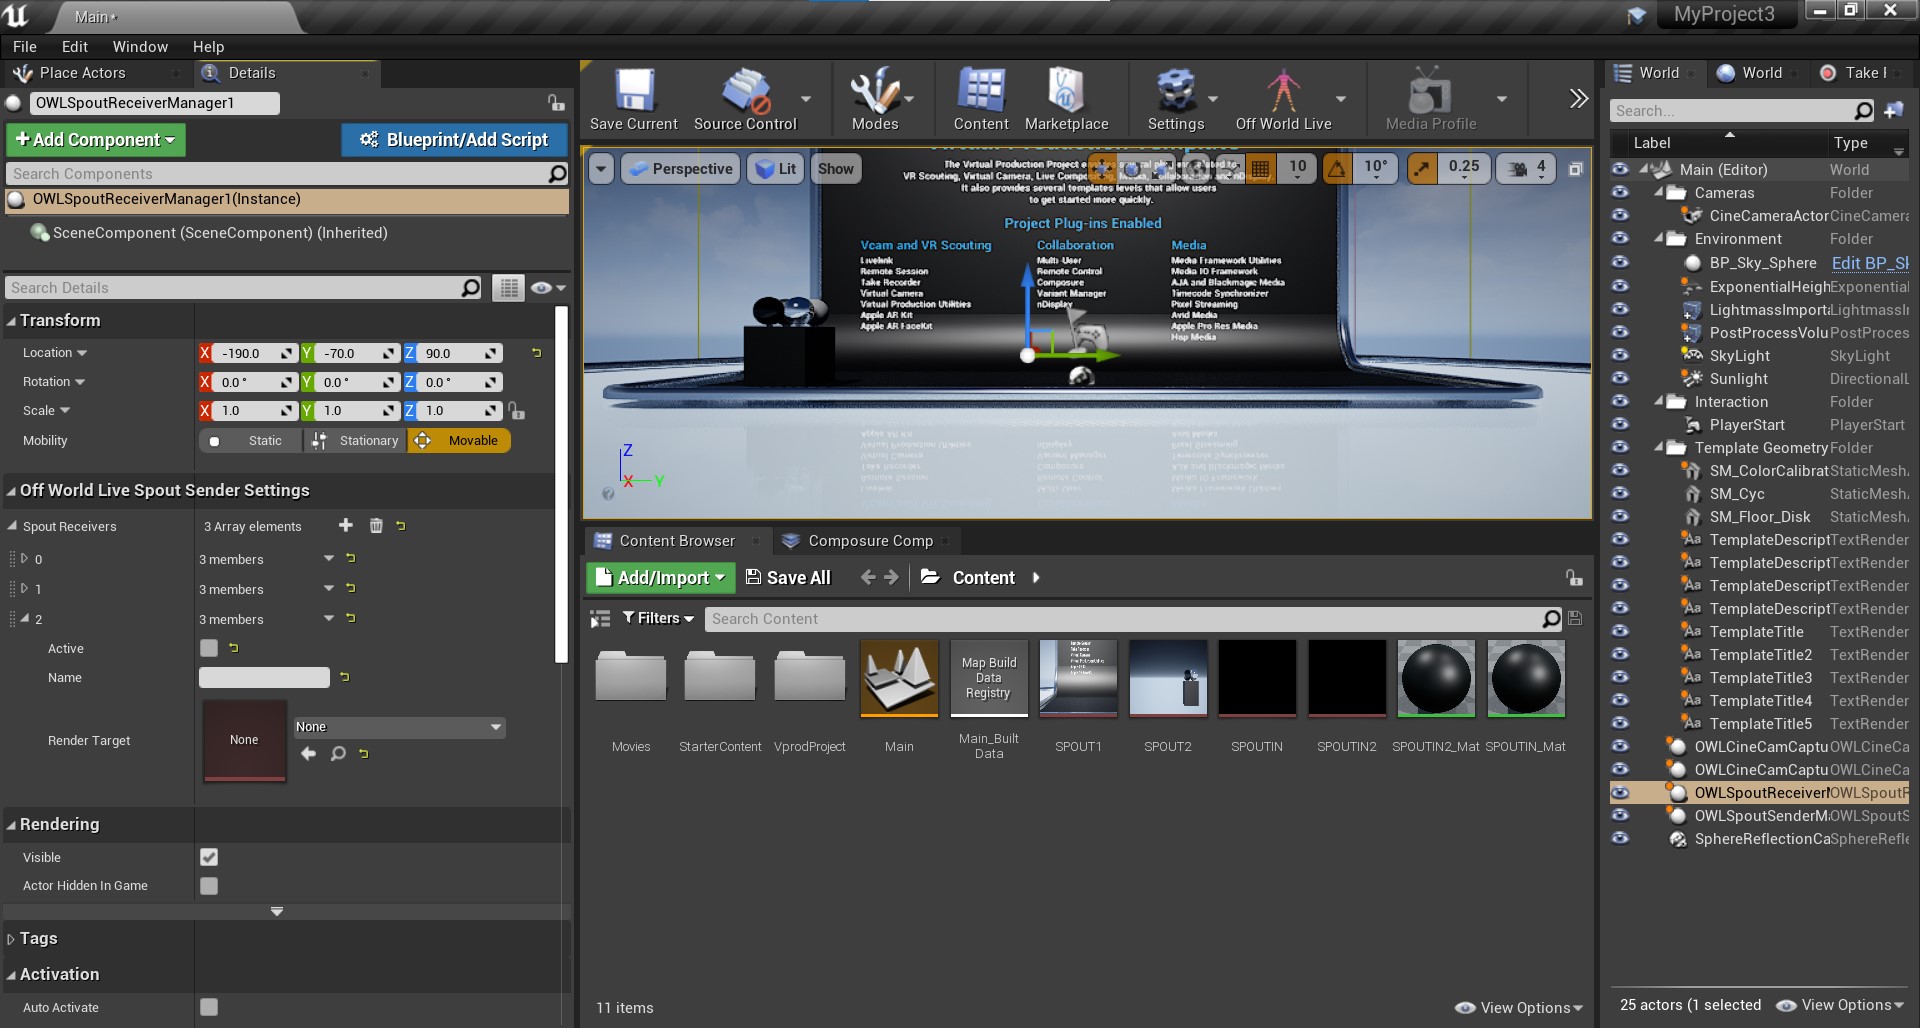 Main*
MyProject3
File Edit Window Help
Place Actors
Details
OWLSpoutReceiverManager1
Add Component
Blueprint/Add Script
Search Components
OWLSpoutReceiverManager1(Instance)
SceneComponent (SceneComponent) (Inherited)
Search Details
Transform
Location X -190.0 Y -70.0 Z 90.0
Rotation X 0.0 ° Y 0.0 ° Z 0.0 °
Scale X 1.0 Y 1.0 Z 1.0
Mobility Static Stationary Movable
Off World Live Spout Sender Settings
Spout Receivers 3 Array elements
0 3 members
1 3 members
2 3 members
Active
Name
Render Target None None
Rendering
Visible
Actor Hidden In Game
Tags
Activation
Auto Activate
Save Current Source Control Modes Content Marketplace Settings Off World Live Media Profile
Perspective Lit Show 10 10° 0.25 4
The Virtual Production Project
VR Scouting, Virtual Camera, Live
It also provides several templates levels that allow users
to get started more quickly.
Project Plug-ins Enabled
Vcam and VR Scouting
LiveLink
Remote Session
Take Recorder
Virtual Camera
Virtual Production Utilities
Apple AR Kit
Apple AR FaceKit
Collaboration
Multi-User
Remote Control
Composure
Variant Manager
nDisplay
Media
Media Framework Utilities
Media IO Framework
AJA and Blackmagic Media
Timecode Synchronizer
Pixel Streaming
Avid Media
Apple Pro Res Media
Hap Media
Z
X Y
Content Browser
Composure Comp
Add/Import Save All Content
Filters Search Content
Movies
StarterContent
VprodProject
Main
Map Build Data Registry
Main_Built
Data
SPOUT1
SPOUT2
SPOUTIN
SPOUTIN2
SPOUTIN2_Mat
SPOUTIN_Mat
11 items
View Options
World World Take
Search...
Label Type
Main (Editor) World
Cameras Folder
CineCameraActor CineCamera
Environment Folder
BP_Sky_Sphere Edit BP_S
ExponentialHeigh Exponential
LightmassImporta LightmassI
PostProcessVolu PostProces
SkyLight SkyLight
Sunlight DirectionalL
Interaction Folder
PlayerStart PlayerStart
Template Geometry Folder
SM_ColorCalibrat StaticMesh
SM_Cyc StaticMesh
SM_Floor_Disk StaticMesh
TemplateDescript TextRender
TemplateDescript TextRender
TemplateDescript TextRender
TemplateDescript TextRender
TemplateTitle TextRender
TemplateTitle2 TextRender
TemplateTitle3 TextRender
TemplateTitle4 TextRender
TemplateTitle5 TextRender
OWLCineCamCaptu OWLCineCa
OWLCineCamCaptu OWLCineCa
OWLSpoutReceiver OWLSpoutR
OWLSpoutSenderM OWLSpoutS
SphereReflectionCa SphereRefle
25 actors (1 selected View Options